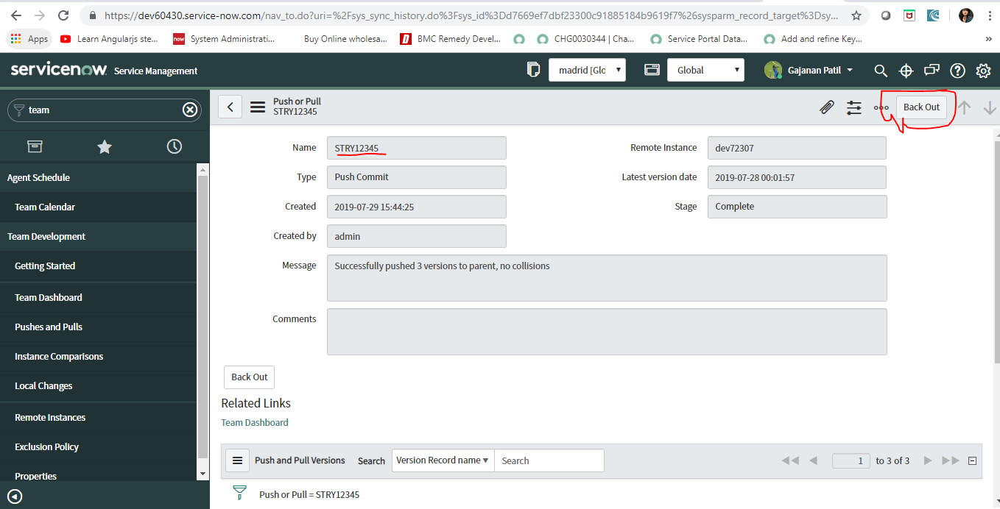 https://dev60430.service-now.com/nav_to.do?uri=%2Fsys_sync_history.do%3Fsys_id%3Dd7669ef7dbf23300c91885184b9619f7%26sysparm_record_target%3Dsy...
Apps Learn Angularjs ste... now System Administrati... Buy Online wholesa... BMC Remedy Devel... CHG0030344 | Cha... Service Portal Data... Add and refine Key... »
servicenow Service Management madrid [Glc Global Gajanan Patil
team
Push or Pull
STRY12345
Back Out
Agent Schedule
Team Calendar
Team Development
Getting Started
Team Dashboard
Pushes and Pulls
Instance Comparisons
Local Changes
Remote Instances
Exclusion Policy
Properties
Name STRY12345 Remote Instance dev72307
Type Push Commit Latest version date 2019-07-28 00:01:57
Created 2019-07-29 15:44:25 Stage Complete
Created by admin
Message Successfully pushed 3 versions to parent, no collisions
Comments
Back Out
Related Links
Team Dashboard
Push and Pull Versions Search Version Record name Search 1 to 3 of 3
Push or Pull = STRY12345